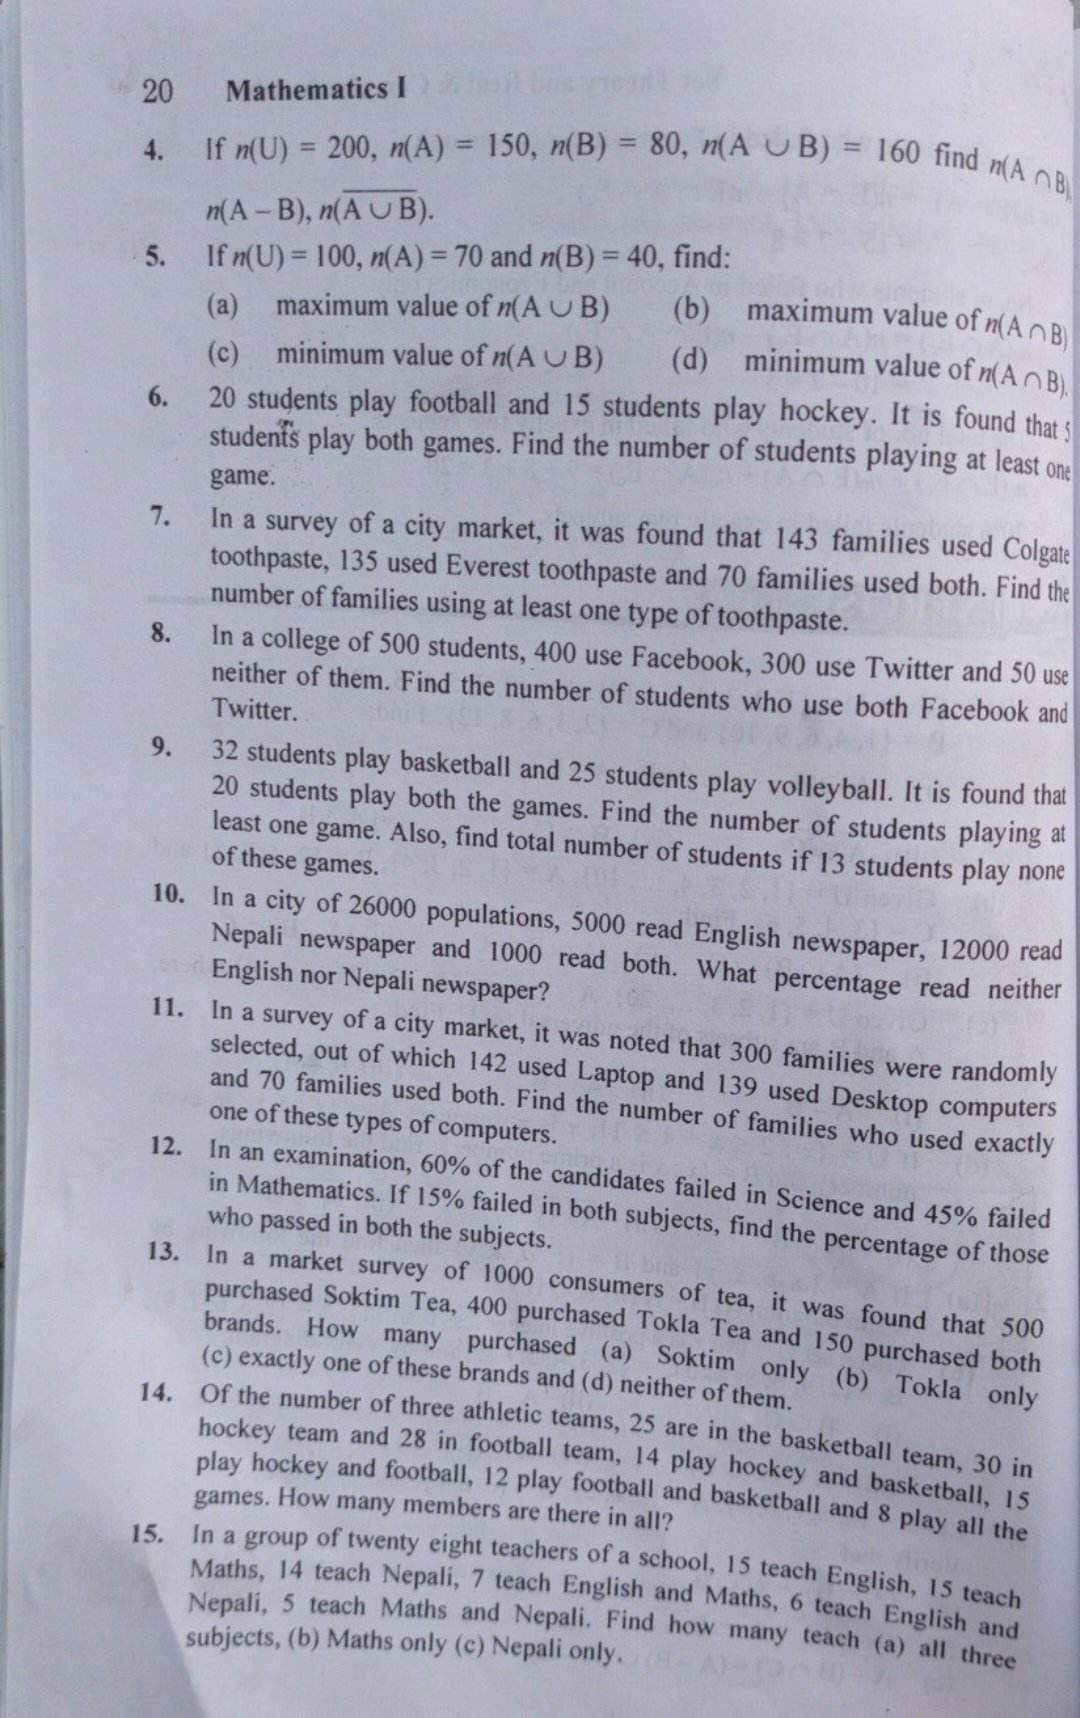 20 Mathematics I
4. If n(U) = 200, n(A) = 150, n(B) = 80, n(A ∪ B) = 160 find n(A ∩ B),
n(A – B), n(A̅ ̅∪̅ ̅B̅).
5. If n(U) = 100, n(A) = 70 and n(B) = 40, find:
(a) maximum value of n(A ∪ B) (b) maximum value of n(A ∩ B)
(c) minimum value of n(A ∪ B) (d) minimum value of n(A ∩ B).
6. 20 students play football and 15 students play hockey. It is found that 5
students play both games. Find the number of students playing at least one
game.
7. In a survey of a city market, it was found that 143 families used Colgate
toothpaste, 135 used Everest toothpaste and 70 families used both. Find the
number of families using at least one type of toothpaste.
8. In a college of 500 students, 400 use Facebook, 300 use Twitter and 50 use
neither of them. Find the number of students who use both Facebook and
Twitter.
9. 32 students play basketball and 25 students play volleyball. It is found that
20 students play both the games. Find the number of students playing at
least one game. Also, find total number of students if 13 students play none
of these games.
10. In a city of 26000 populations, 5000 read English newspaper, 12000 read
Nepali newspaper and 1000 read both. What percentage read neither
English nor Nepali newspaper?
11. In a survey of a city market, it was noted that 300 families were randomly
selected, out of which 142 used Laptop and 139 used Desktop computers
and 70 families used both. Find the number of families who used exactly
one of these types of computers.
12. In an examination, 60% of the candidates failed in Science and 45% failed
in Mathematics. If 15% failed in both subjects, find the percentage of those
who passed in both the subjects.
13. In a market survey of 1000 consumers of tea, it was found that 500
purchased Soktim Tea, 400 purchased Tokla Tea and 150 purchased both
brands. How many purchased (a) Soktim only (b) Tokla only
(c) exactly one of these brands and (d) neither of them.
14. Of the number of three athletic teams, 25 are in the basketball team, 30 in
hockey team and 28 in football team, 14 play hockey and basketball, 15
play hockey and football, 12 play football and basketball and 8 play all the
games. How many members are there in all?
15. In a group of twenty eight teachers of a school, 15 teach English, 15 teach
Maths, 14 teach Nepali, 7 teach English and Maths, 6 teach English and
Nepali, 5 teach Maths and Nepali. Find how many teach (a) all three
subjects, (b) Maths only (c) Nepali only.